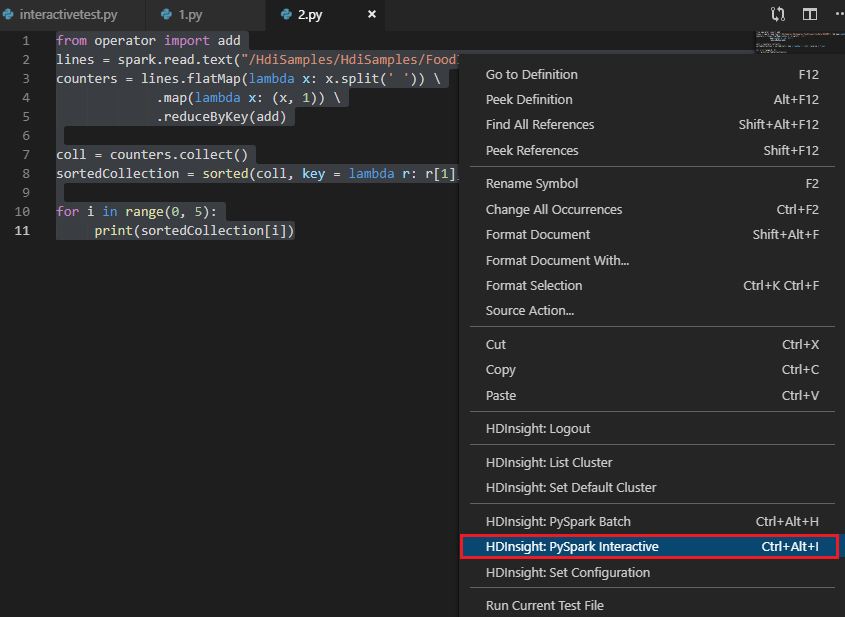 interactivetest.py
1.py
2.py ×
1 from operator import add
2 lines = spark.read.text("/HdiSamples/HdiSamples/Food
3 counters = lines.flatMap(lambda x: x.split(' ')) \
4 .map(lambda x: (x, 1)) \
5 .reduceByKey(add)
6
7 coll = counters.collect()
8 sortedCollection = sorted(coll, key = lambda r: r[1]
9
10 for i in range(0, 5):
11 print(sortedCollection[i])
Go to Definition F12
Peek Definition Alt+F12
Find All References Shift+Alt+F12
Peek References Shift+F12
Rename Symbol F2
Change All Occurrences Ctrl+F2
Format Document Shift+Alt+F
Format Document With...
Format Selection Ctrl+K Ctrl+F
Source Action...
Cut Ctrl+X
Copy Ctrl+C
Paste Ctrl+V
HDInsight: Logout
HDInsight: List Cluster
HDInsight: Set Default Cluster
HDInsight: PySpark Batch Ctrl+Alt+H
HDInsight: PySpark Interactive Ctrl+Alt+I
HDInsight: Set Configuration
Run Current Test File